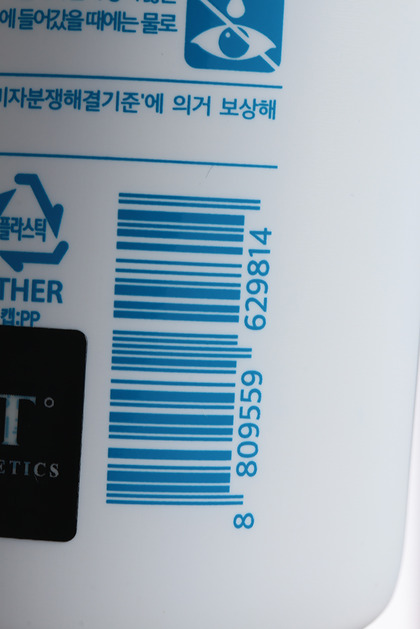 에 들어갔을 때에는 물로
비자분쟁해결기준'에 의거 보상해
플라스틱
THER
캡:PP
T°
ETICS
8 809559 629814